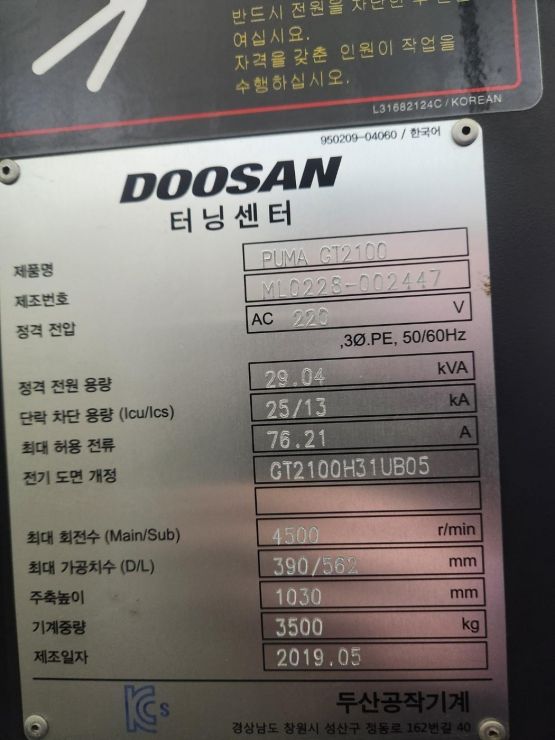 반드시 전원을 차단한 후 문을
여십시요.
자격을 갖춘 인원이 작업을
수행하십시오.
L31682124C / KOREAN
950209-04060 / 한국어
DOOSAN
터닝센터
제품명 PUMA GT2100
제조번호 ML0228-002447
정격 전압 AC 220 V
,3Ø.PE, 50/60Hz
정격 전원 용량 29.04 kVA
단락 차단 용량 (Icu/Ics) 25/13 kA
최대 허용 전류 76.21 A
전기 도면 개정 GT2100H31UB05
최대 회전수 (Main/Sub) 4500 r/min
최대 가공치수 (D/L) 390/562 mm
주축높이 1030 mm
기계중량 3500 kg
제조일자 2019.05
KCs
두산공작기계
경상남도 창원시 성산구 정동로 162번길 40